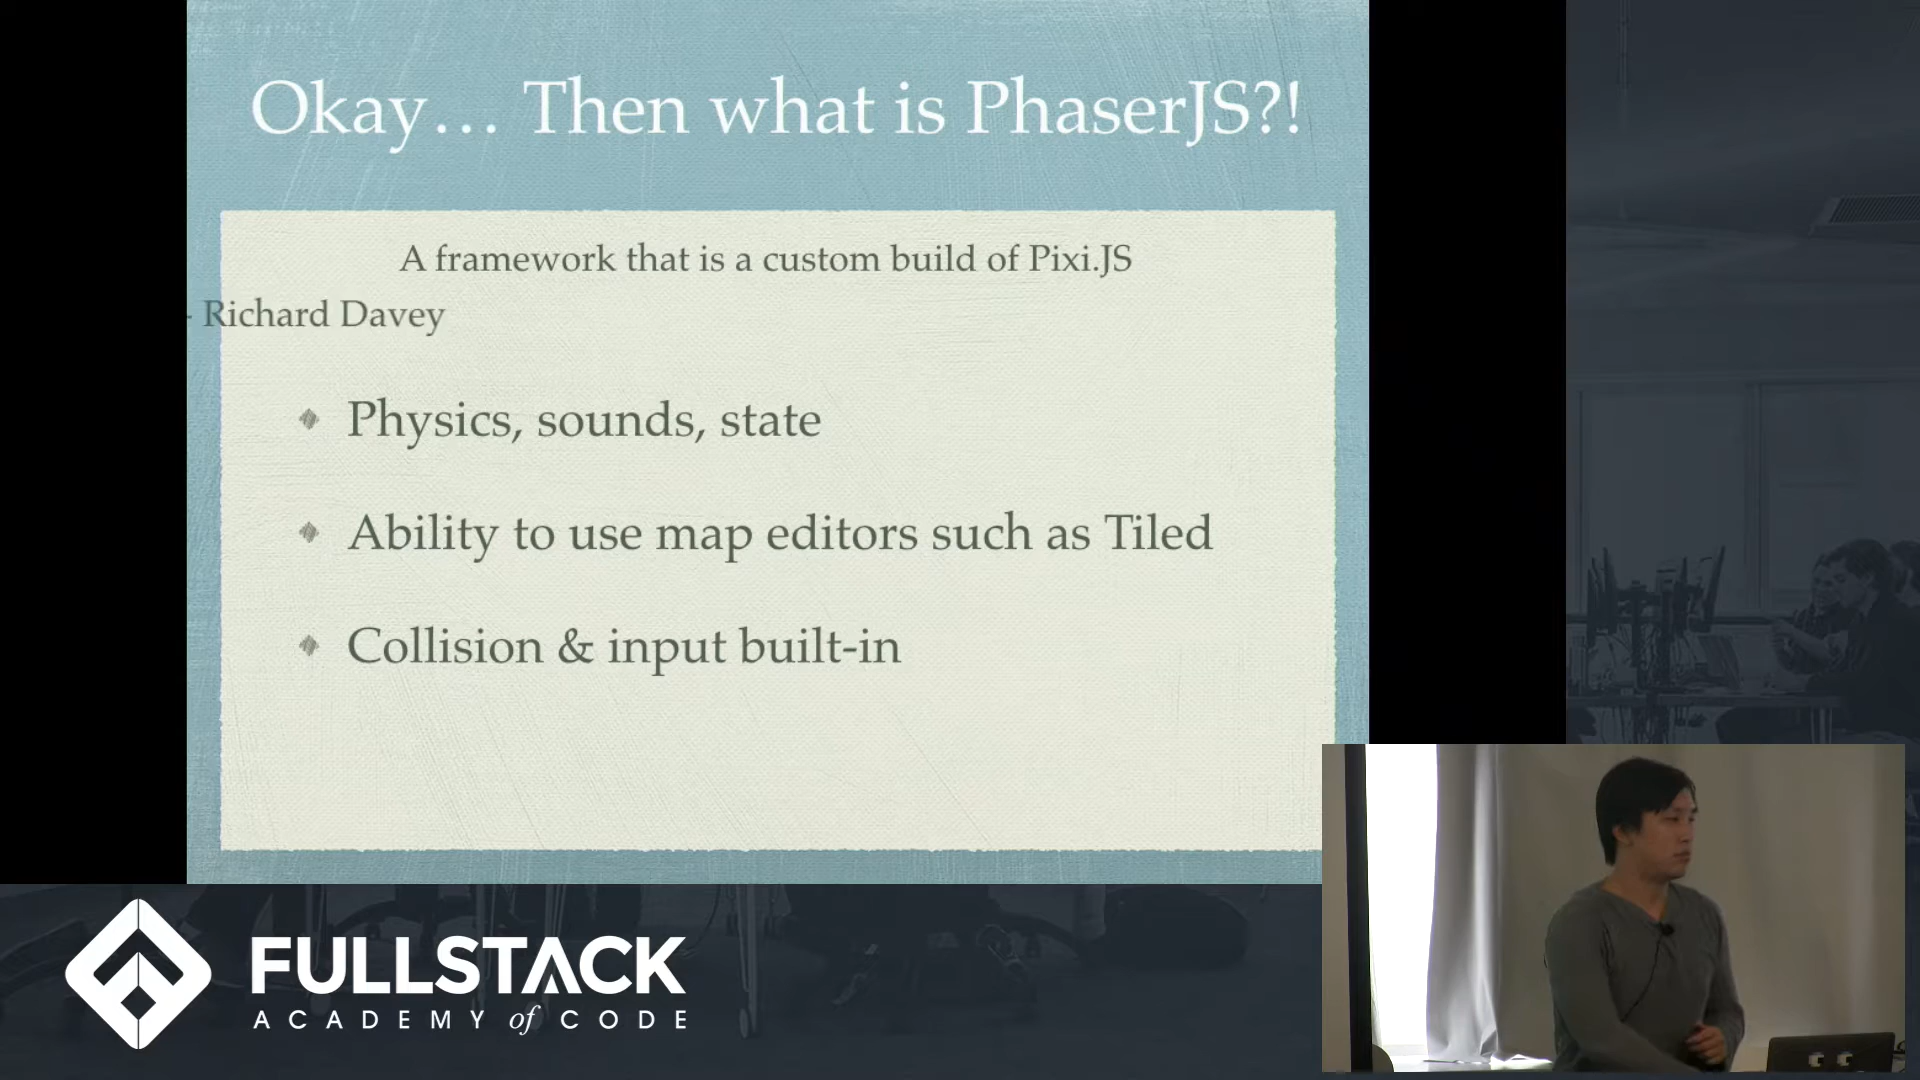 Okay… Then what is PhaserJS?!
A framework that is a custom build of Pixi.JS
- Richard Davey
Physics, sounds, state
Ability to use map editors such as Tiled
Collision & input built-in
FULLSTACK
ACADEMY of CODE